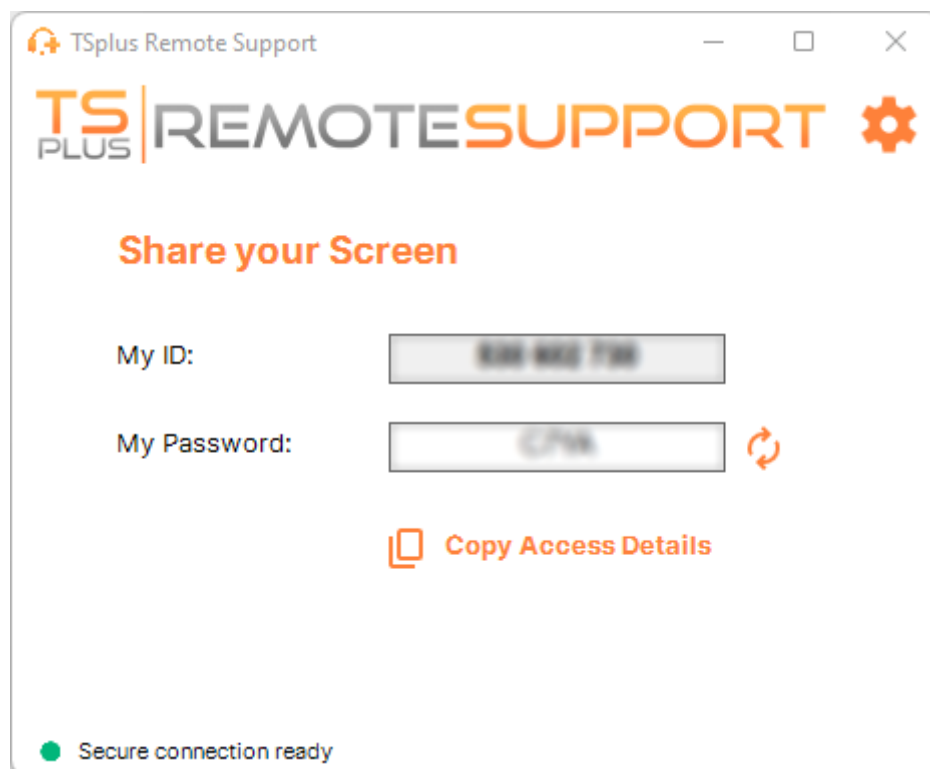 TSplus Remote Support
TS PLUS REMOTESUPPORT
Share your Screen
My ID:
My Password:
Copy Access Details
Secure connection ready